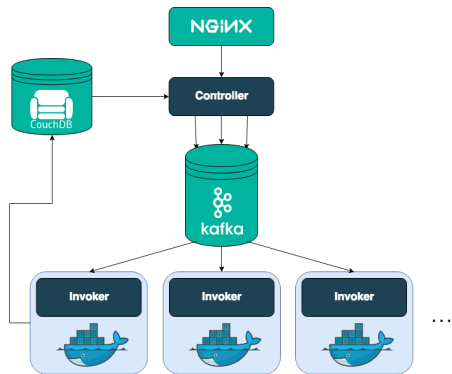 NGiNX
Controller
CouchDB
kafka
Invoker
Invoker
Invoker
...